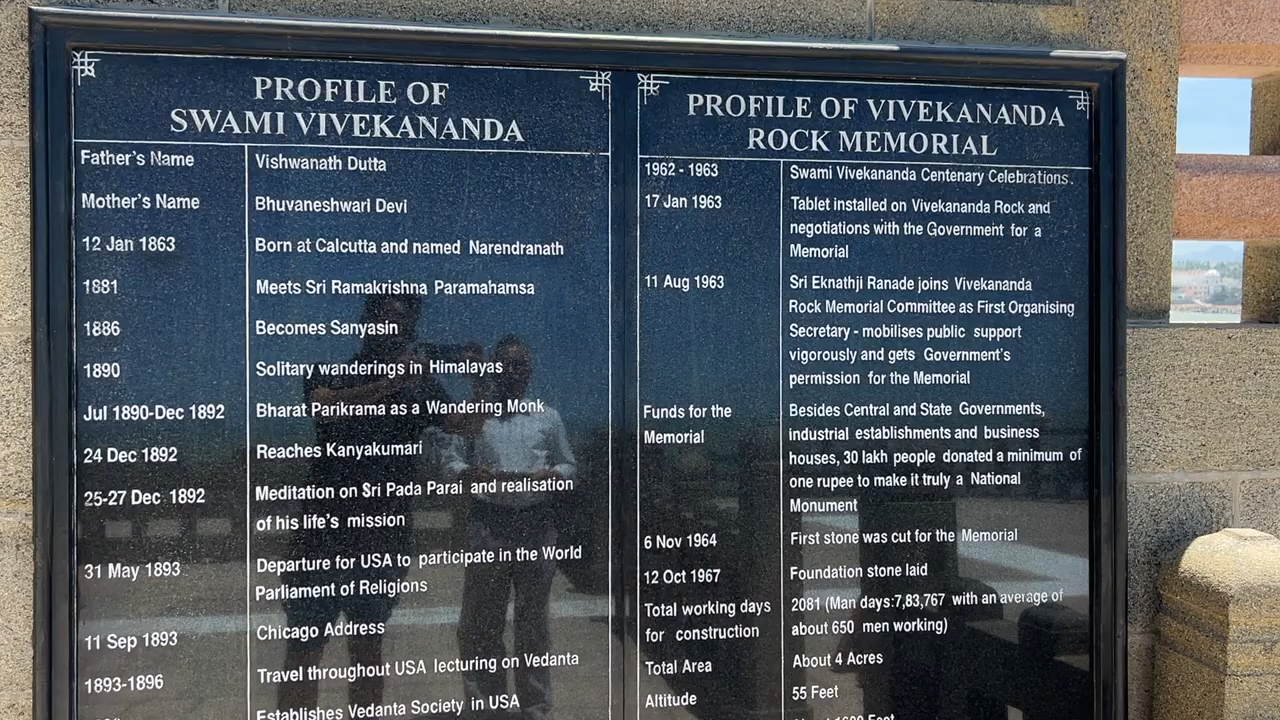 PROFILE OF
SWAMI VIVEKANANDA
Father's Name Vishwanath Dutta
Mother's Name Bhuvaneshwari Devi
12 Jan 1863 Born at Calcutta and named Narendranath
1881 Meets Sri Ramakrishna Paramahamsa
1886 Becomes Sanyasin
1890 Solitary wanderings in Himalayas
Jul 1890-Dec 1892 Bharat Parikrama as a Wandering Monk
24 Dec 1892 Reaches Kanyakumari
25-27 Dec 1892 Meditation on Sri Pada Parai and realisation
of his life's mission
31 May 1893 Departure for USA to participate in the World
Parliament of Religions
11 Sep 1893 Chicago Address
1893-1896 Travel throughout USA lecturing on Vedanta
Establishes Vedanta Society in USA
PROFILE OF VIVEKANANDA
ROCK MEMORIAL
1962 - 1963 Swami Vivekananda Centenary Celebrations.
17 Jan 1963 Tablet installed on Vivekananda Rock and
negotiations with the Government for a
Memorial
11 Aug 1963 Sri Eknathji Ranade joins Vivekananda
Rock Memorial Committee as First Organising
Secretary - mobilises public support
vigorously and gets Government's
permission for the Memorial
Funds for the Besides Central and State Governments,
Memorial industrial establishments and business
houses, 30 lakh people donated a minimum of
one rupee to make it truly a National
Monument
6 Nov 1964 First stone was cut for the Memorial
12 Oct 1967 Foundation stone laid
Total working days 2081 (Man days:7,83,767 with an average of
for construction about 650 men working)
Total Area About 4 Acres
Altitude 55 Feet